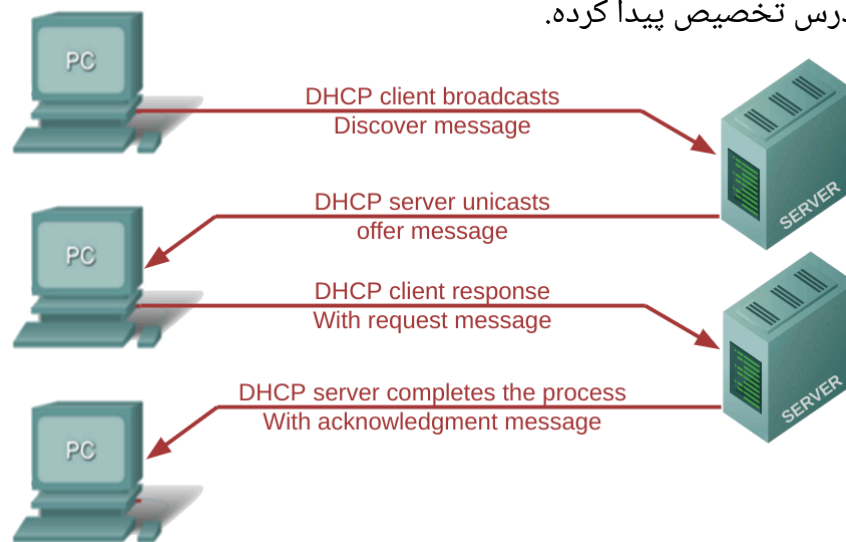 تخصیص پیدا کرده.
PC
DHCP client broadcasts
Discover message
SERVER
DHCP server unicasts
offer message
PC
DHCP client response
With request message
SERVER
DHCP server completes the process
With acknowledgment message
PC